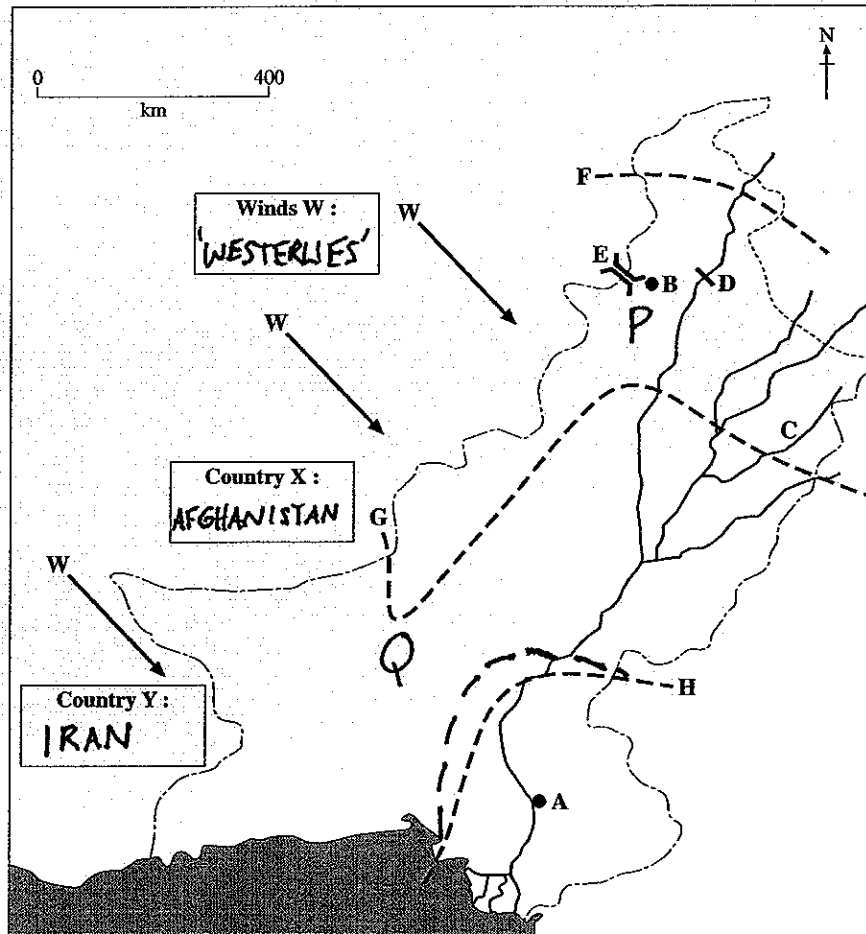 N
0 400
km
F
Winds W :
'WESTERLIES'
W
E
B
D
P
W
C
Country X :
AFGHANISTAN
G
W
Q
Country Y :
IRAN
H
A